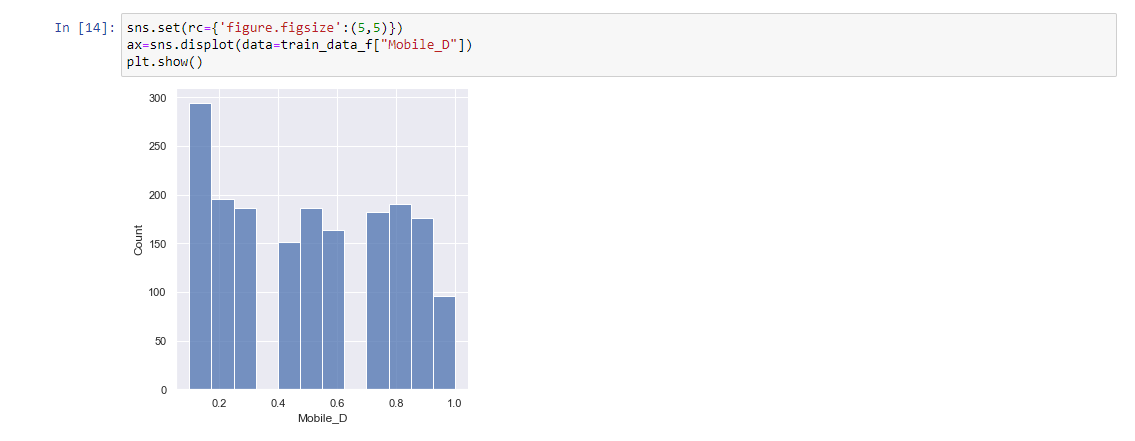 In [14]: sns.set(rc={'figure.figsize':(5,5)})
ax=sns.displot(data=train_data_f["Mobile_D"])
plt.show()
300
250
200
150
100
50
0
Count
0.2 0.4 0.6 0.8 1.0
Mobile_D